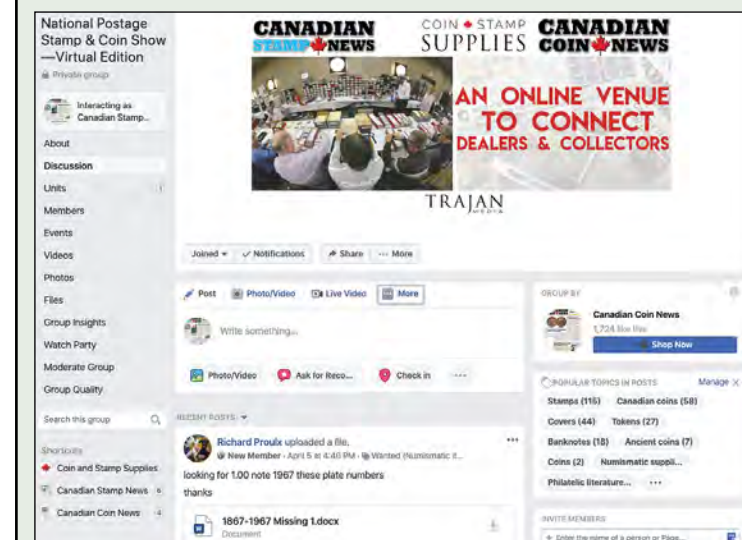 National Postage
Stamp & Coin Show
—Virtual Edition
Private group
Interacting as
Canadian Stamp...
About
Discussion
Units 1
Members
Events
Videos
Photos
Files
Group Insights
Watch Party
Moderate Group
Group Quality
Search this group
Shortcuts
Coin and Stamp Supplies
Canadian Stamp News 6
Canadian Coin News 4
CANADIAN
STAMP NEWS
COIN STAMP
SUPPLIES
CANADIAN
COIN NEWS
AN ONLINE VENUE
TO CONNECT
DEALERS & COLLECTORS
TRAJAN
MEDIA
Joined Notifications Share ... More
Post Photo/Video Live Video More
Write something...
Photo/Video Ask for Reco... Check in ...
RECENT POSTS
Richard Proulx uploaded a file. ...
New Member · April 5 at 4:40 PM · Wanted (Numismatic it...
looking for 1.00 note 1967 these plate numbers
thanks
1867-1967 Missing 1.docx
Document
GROUP BY
Canadian Coin News
1,724 like this
Shop Now
POPULAR TOPICS IN POSTS Manage
Stamps (115) Canadian coins (58)
Covers (44) Tokens (27)
Banknotes (18) Ancient coins (7)
Coins (2) Numismatic suppli...
Philatelic literature... ...
INVITE MEMBERS
+ Enter the name of a person or Page...